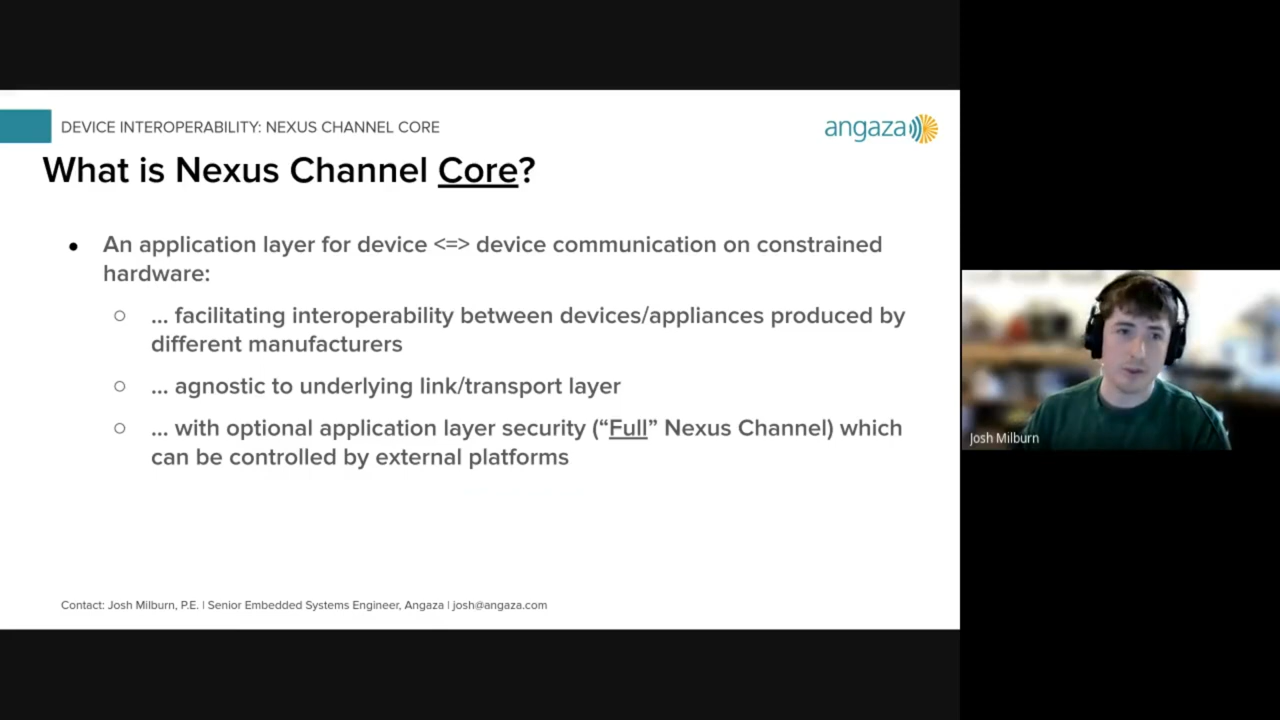 DEVICE INTEROPERABILITY: NEXUS CHANNEL CORE
angaza
What is Nexus Channel Core?
● An application layer for device <=> device communication on constrained
hardware:
○ ... facilitating interoperability between devices/appliances produced by
different manufacturers
○ ... agnostic to underlying link/transport layer
○ ... with optional application layer security (“Full” Nexus Channel) which
can be controlled by external platforms
Contact: Josh Milburn, P.E. | Senior Embedded Systems Engineer, Angaza | josh@angaza.com
Josh Milburn